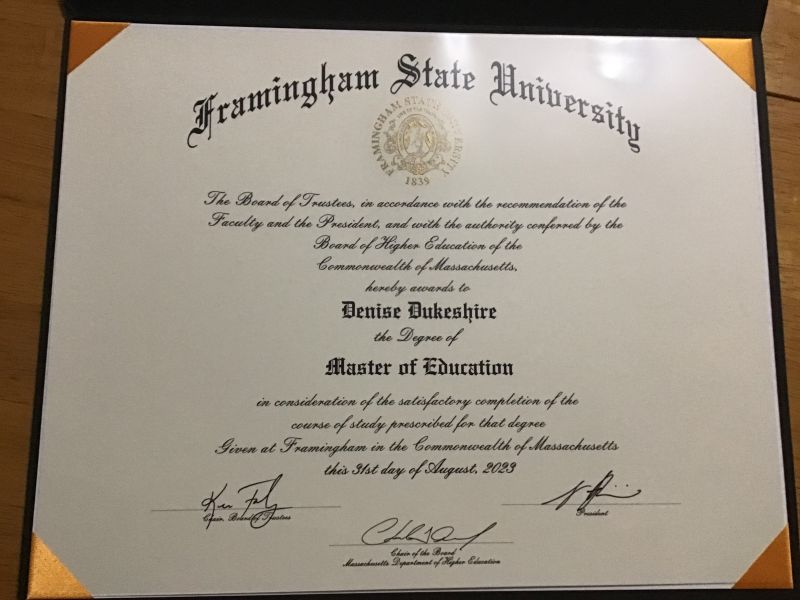 Framingham State University
FRAMINGHAM STATE UNIVERSITY
1839
The Board of Trustees, in accordance with the recommendation of the
Faculty and the President, and with the authority conferred by the
Board of Higher Education of the
Commonwealth of Massachusetts,
hereby awards to
Denise Dukeshire
the Degree of
Master of Education
in consideration of the satisfactory completion of the
course of study prescribed for that degree
Given at Framingham in the Commonwealth of Massachusetts
this 31st day of August, 2023
Chair, Board of Trustees
President
Chair of the Board
Massachusetts Department of Higher Education